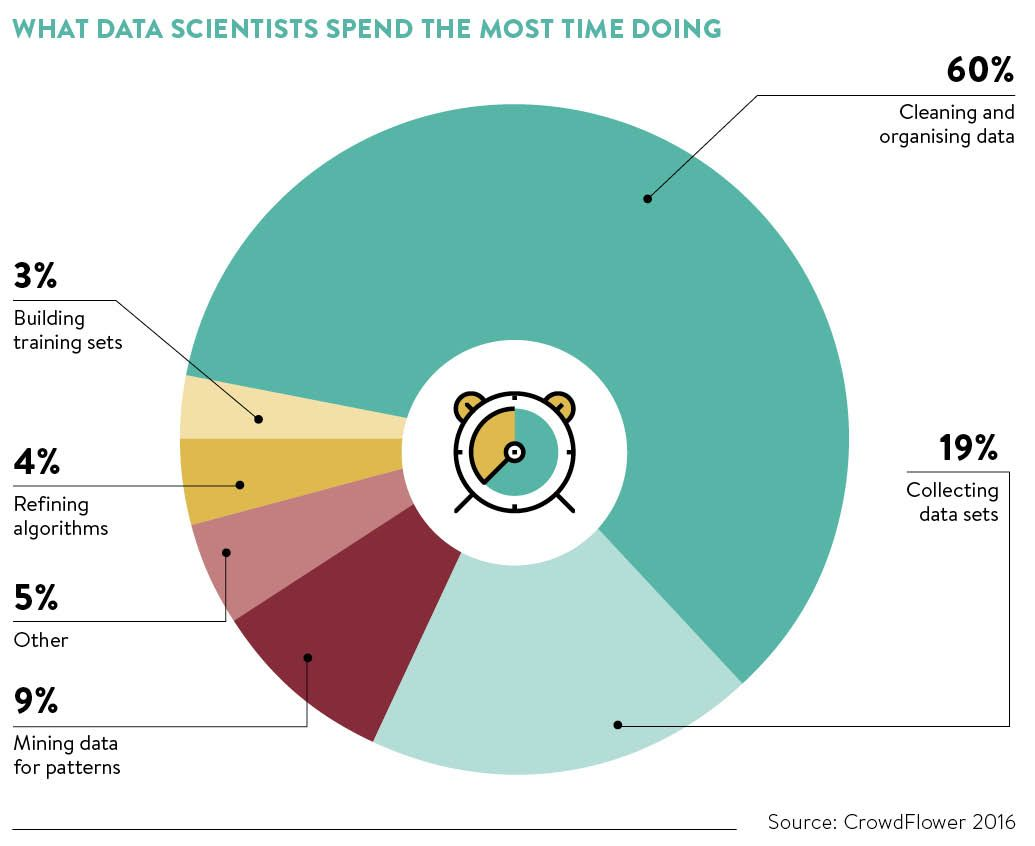 WHAT DATA SCIENTISTS SPEND THE MOST TIME DOING
60%
Cleaning and
organising data
3%
Building
training sets
4%
Refining
algorithms
5%
Other
9%
Mining data
for patterns
19%
Collecting
data sets
Source: CrowdFlower 2016